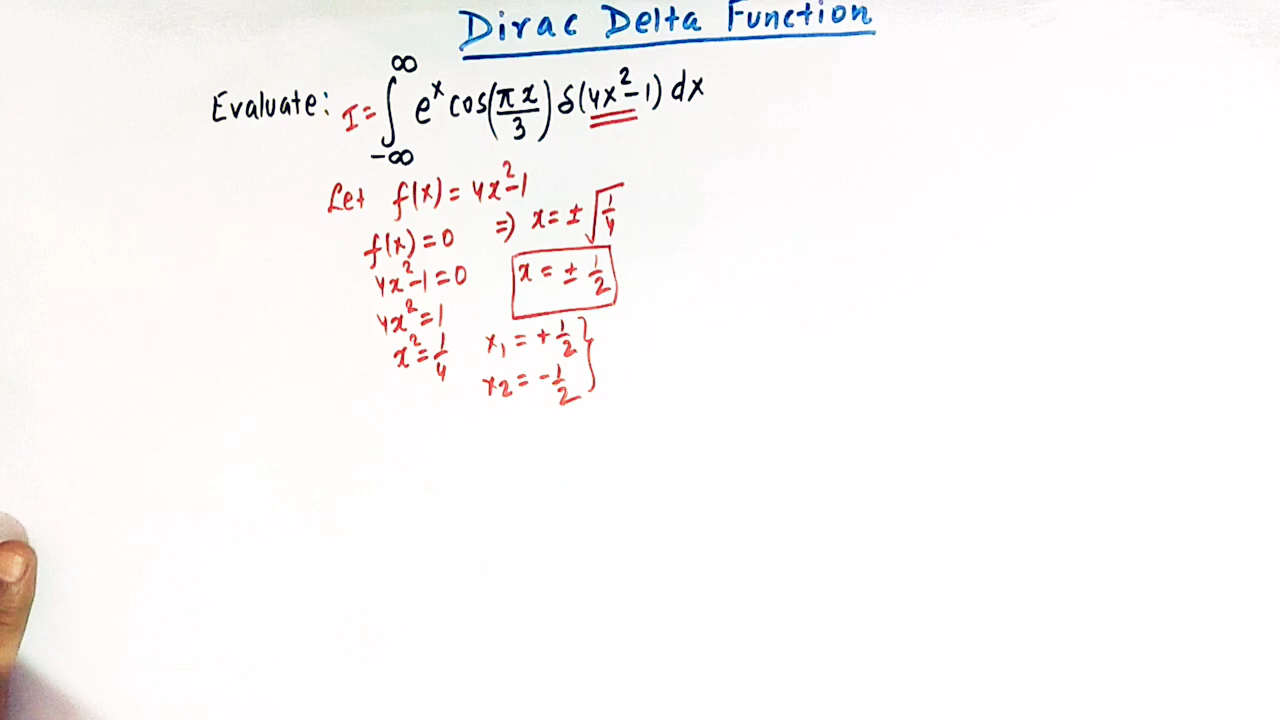 Dirac Delta Function
Evaluate: I = ∫_{-∞}^{∞} e^x cos(πx/3) δ(4x²-1) dx
Let f(x) = 4x²-1
f(x) = 0
4x²-1 = 0
4x² = 1
x² = 1/4
⇒) x = ± √(1/4)
x = ± 1/2
x₁ = + 1/2 }
x₂ = - 1/2